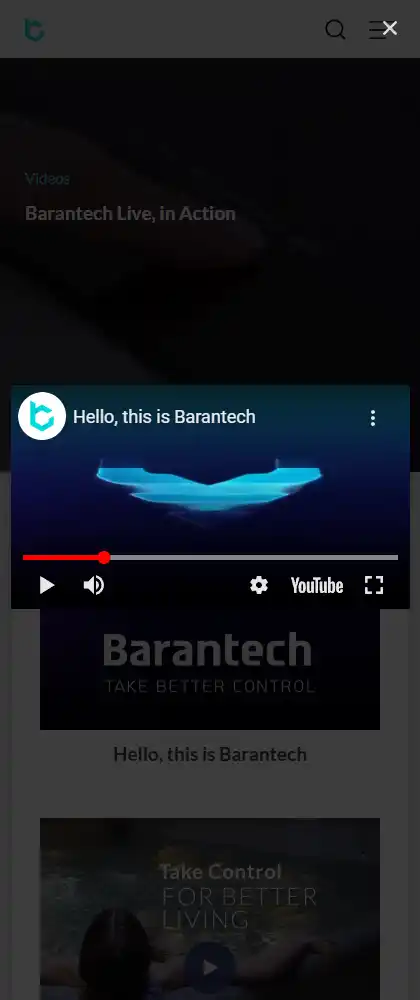 Videos
Barantech Live, in Action
Hello, this is Barantech
YouTube
Barantech
TAKE BETTER CONTROL
Hello, this is Barantech
Take Control
FOR BETTER
LIVING